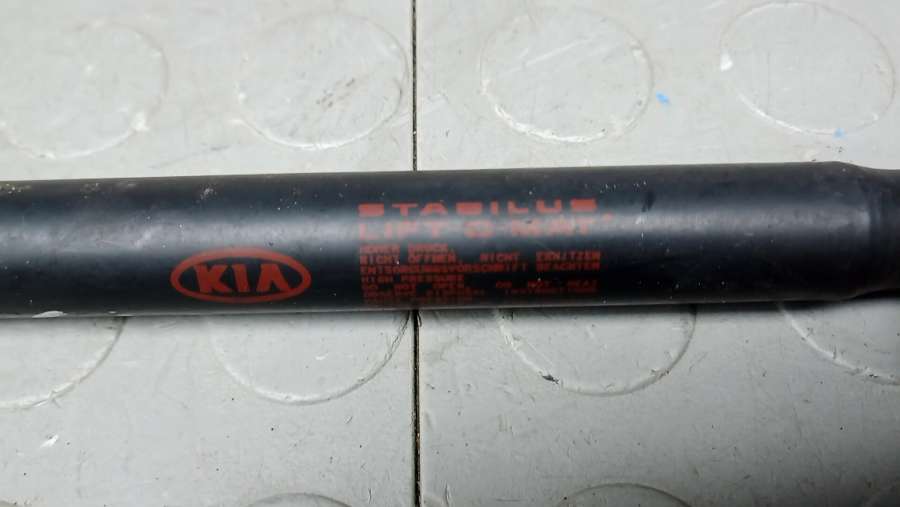 KIA
STABILUS
LIFT-O-MAT
HOHER DRUCK.
NICHT ÖFFNEN. NICHT ERHITZEN
ENTSORGUNGSVORSCHRIFT BEACHTEN
HIGH PRESSURE
DO NOT OPEN. DO NOT HEAT